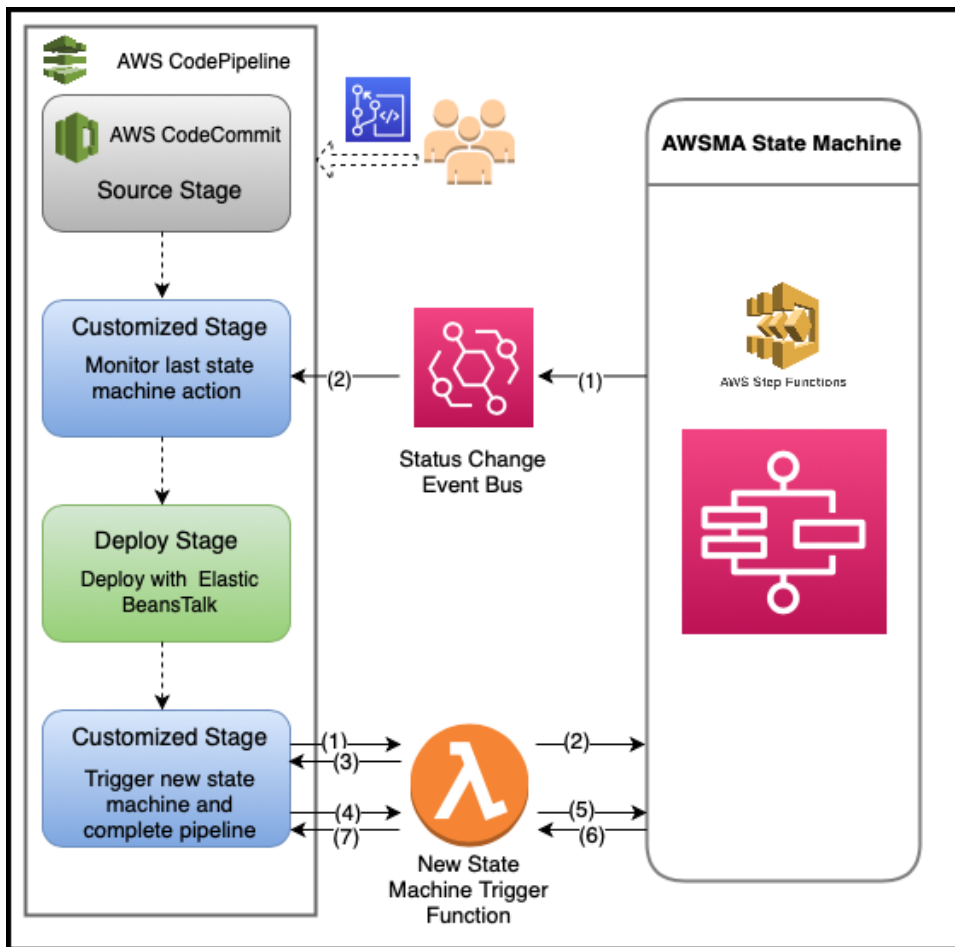 AWS CodePipeline
AWS CodeCommit
Source Stage
Customized Stage
Monitor last state
machine action
(2)
(1)
Status Change
Event Bus
Deploy Stage
Deploy with Elastic
BeansTalk
Customized Stage
Trigger new state
machine and
complete pipeline
(1)
(3)
(4)
(7)
(2)
(5)
(6)
New State
Machine Trigger
Function
AWSMA State Machine
AWS Step Functions